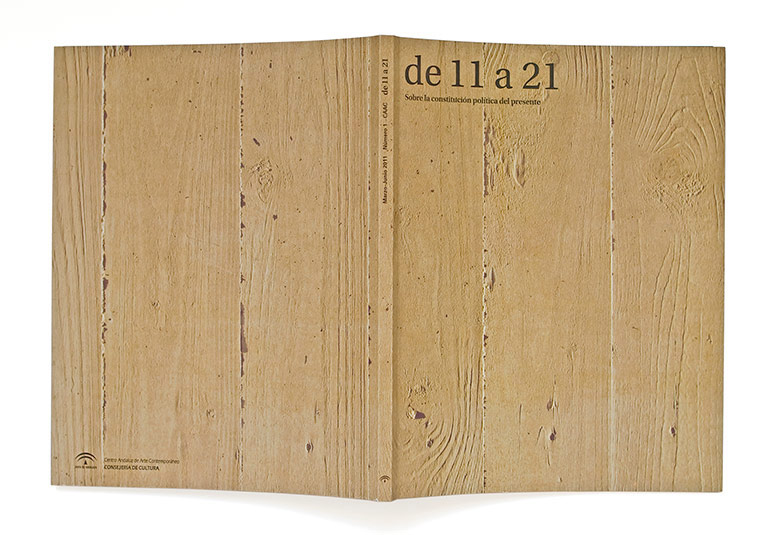 de 11 a 21
Sobre la constitución política del presente
Marzo-Junio 2011 Número 1 CAAC de 11 a 21
Centro Andaluz de Arte Contemporáneo
CONSEJERÍA DE CULTURA
JUNTA DE ANDALUCIA